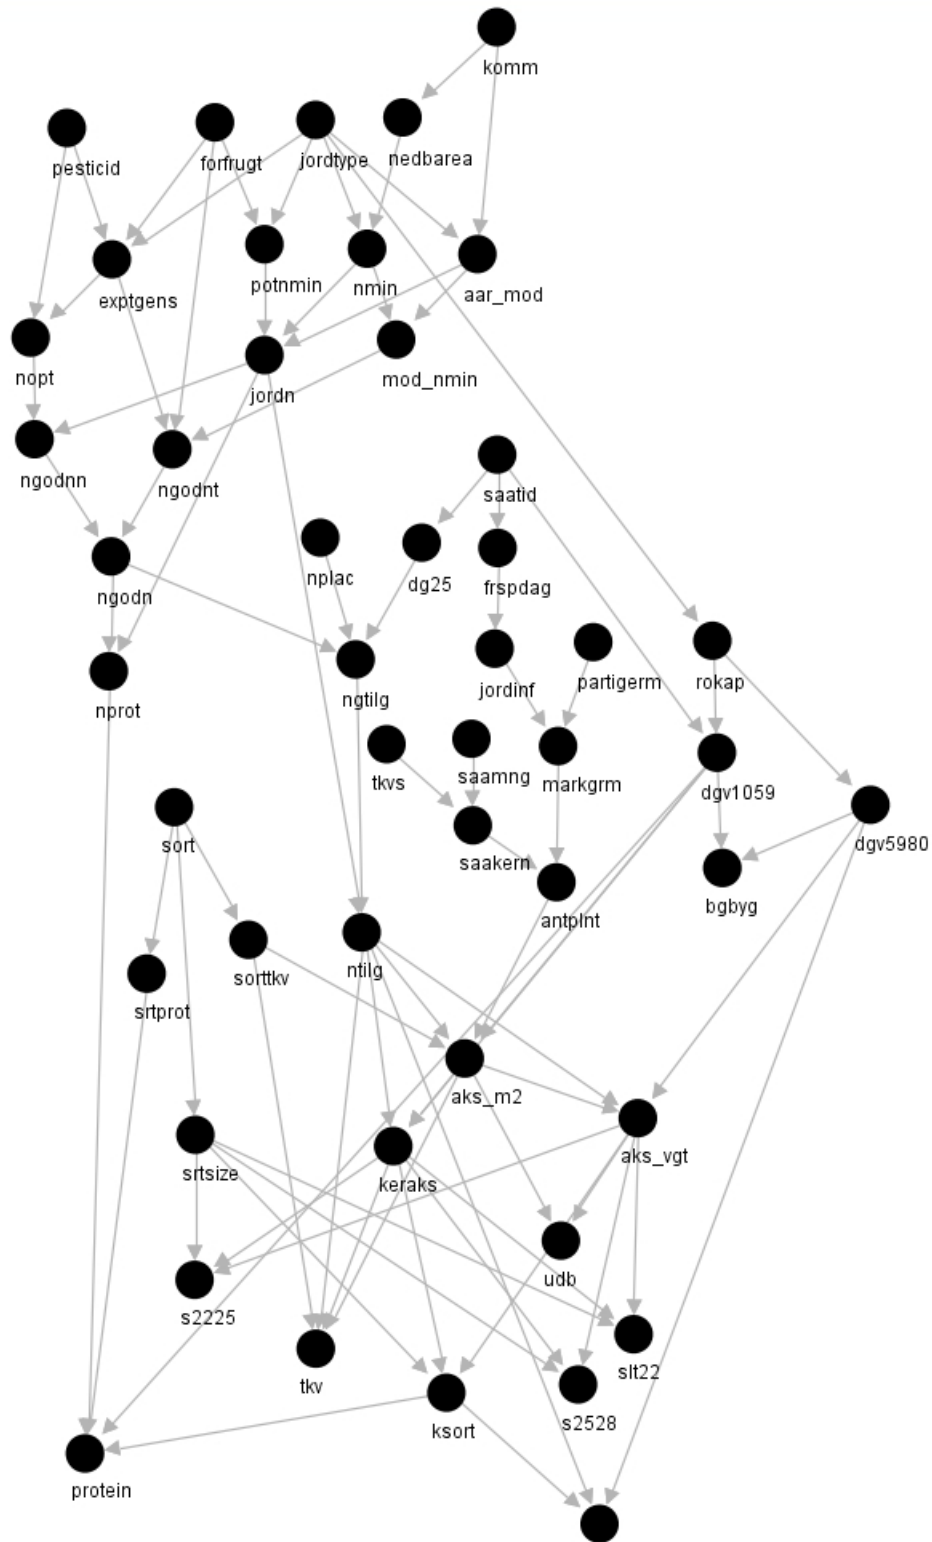 komm
pesticid
forfrugt
jordtype
nedbarea
exptgens
potnmin
nmin
aar_mod
nopt
jordn
mod_nmin
ngodnn
ngodnt
saatid
nplac
dg25
frspdag
ngodn
jordinf
partigerm
rokap
ngtilg
nprot
tkvs
saamng
markgrm
dgv1059
sort
saakern
dgv5980
antplnt
bgbyg
srtprot
sorttkv
ntilg
aks_m2
srtsize
keraks
aks_vgt
s2225
udb
tkv
slt22
ksort
s2528
protein